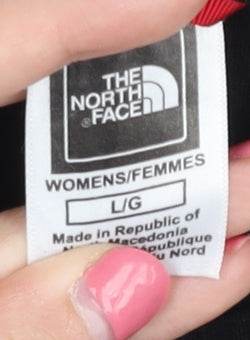 THE
NORTH
FACE
WOMENS/FEMMES
L/G
Made in Republic of
North Macedonia
République
du Nord